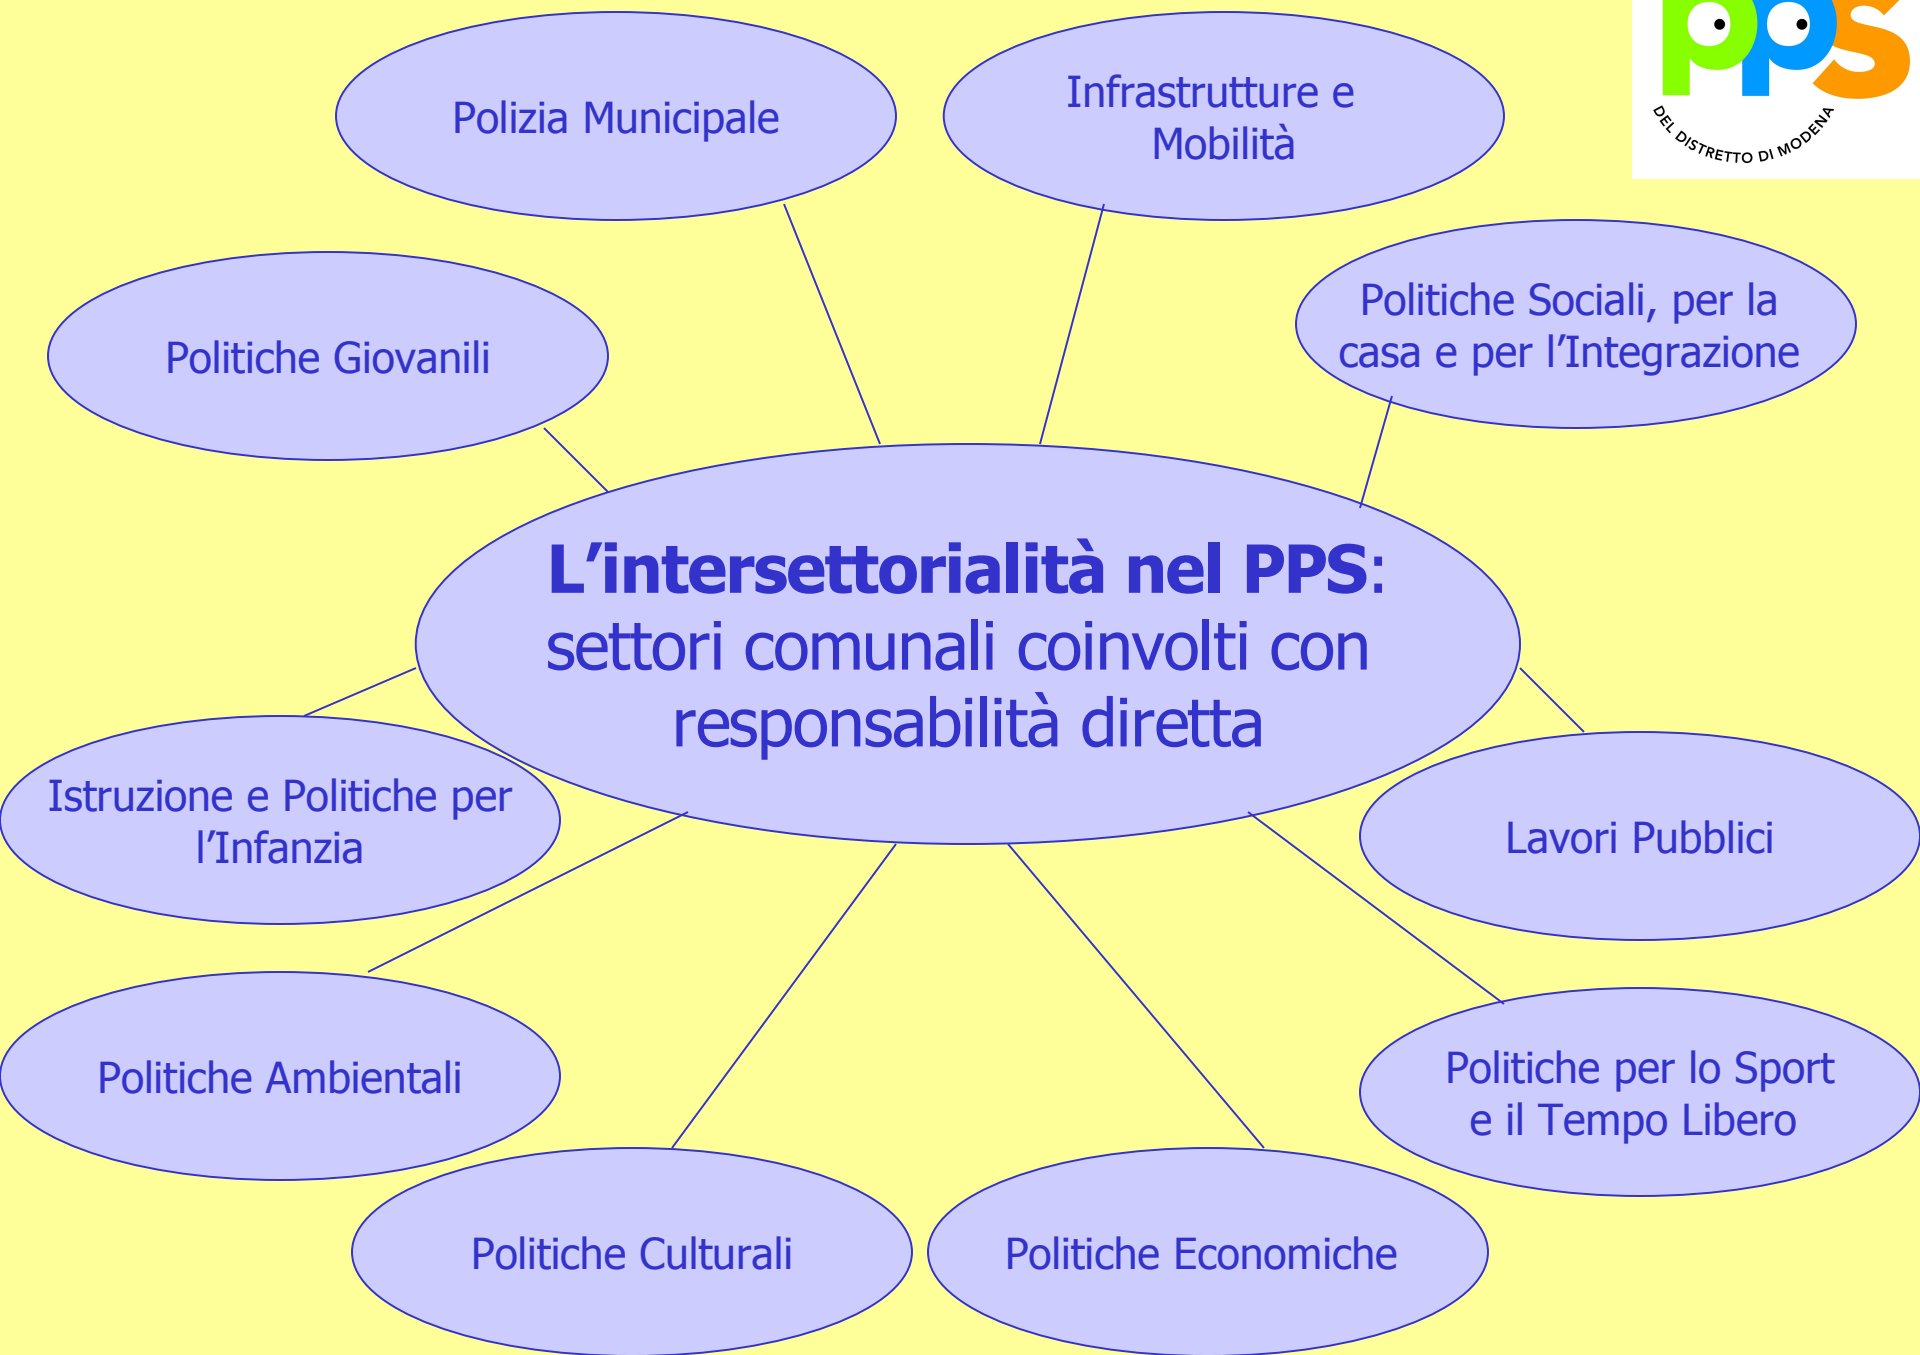 pps
DEL DISTRETTO DI MODENA
Polizia Municipale
Infrastrutture e
Mobilità
Politiche Sociali, per la
casa e per l’Integrazione
Politiche Giovanili
L’intersettorialità nel PPS:
settori comunali coinvolti con
responsabilità diretta
Istruzione e Politiche per
l’Infanzia
Lavori Pubblici
Politiche Ambientali
Politiche per lo Sport
e il Tempo Libero
Politiche Culturali
Politiche Economiche